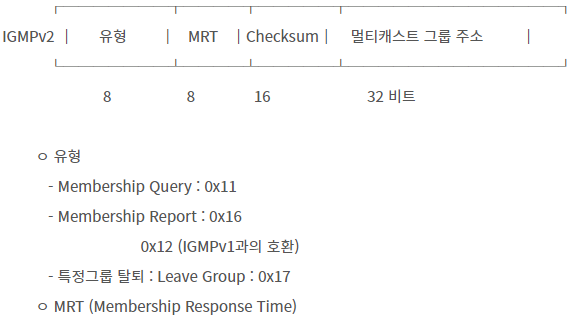 IGMPv2 | 유형 | MRT | Checksum | 멀티캐스트 그룹 주소 |
8 8 16 32 비트
ㅇ 유형
- Membership Query : 0x11
- Membership Report : 0x16
0x12 (IGMPv1과의 호환)
- 특정그룹 탈퇴 : Leave Group : 0x17
ㅇ MRT (Membership Response Time)